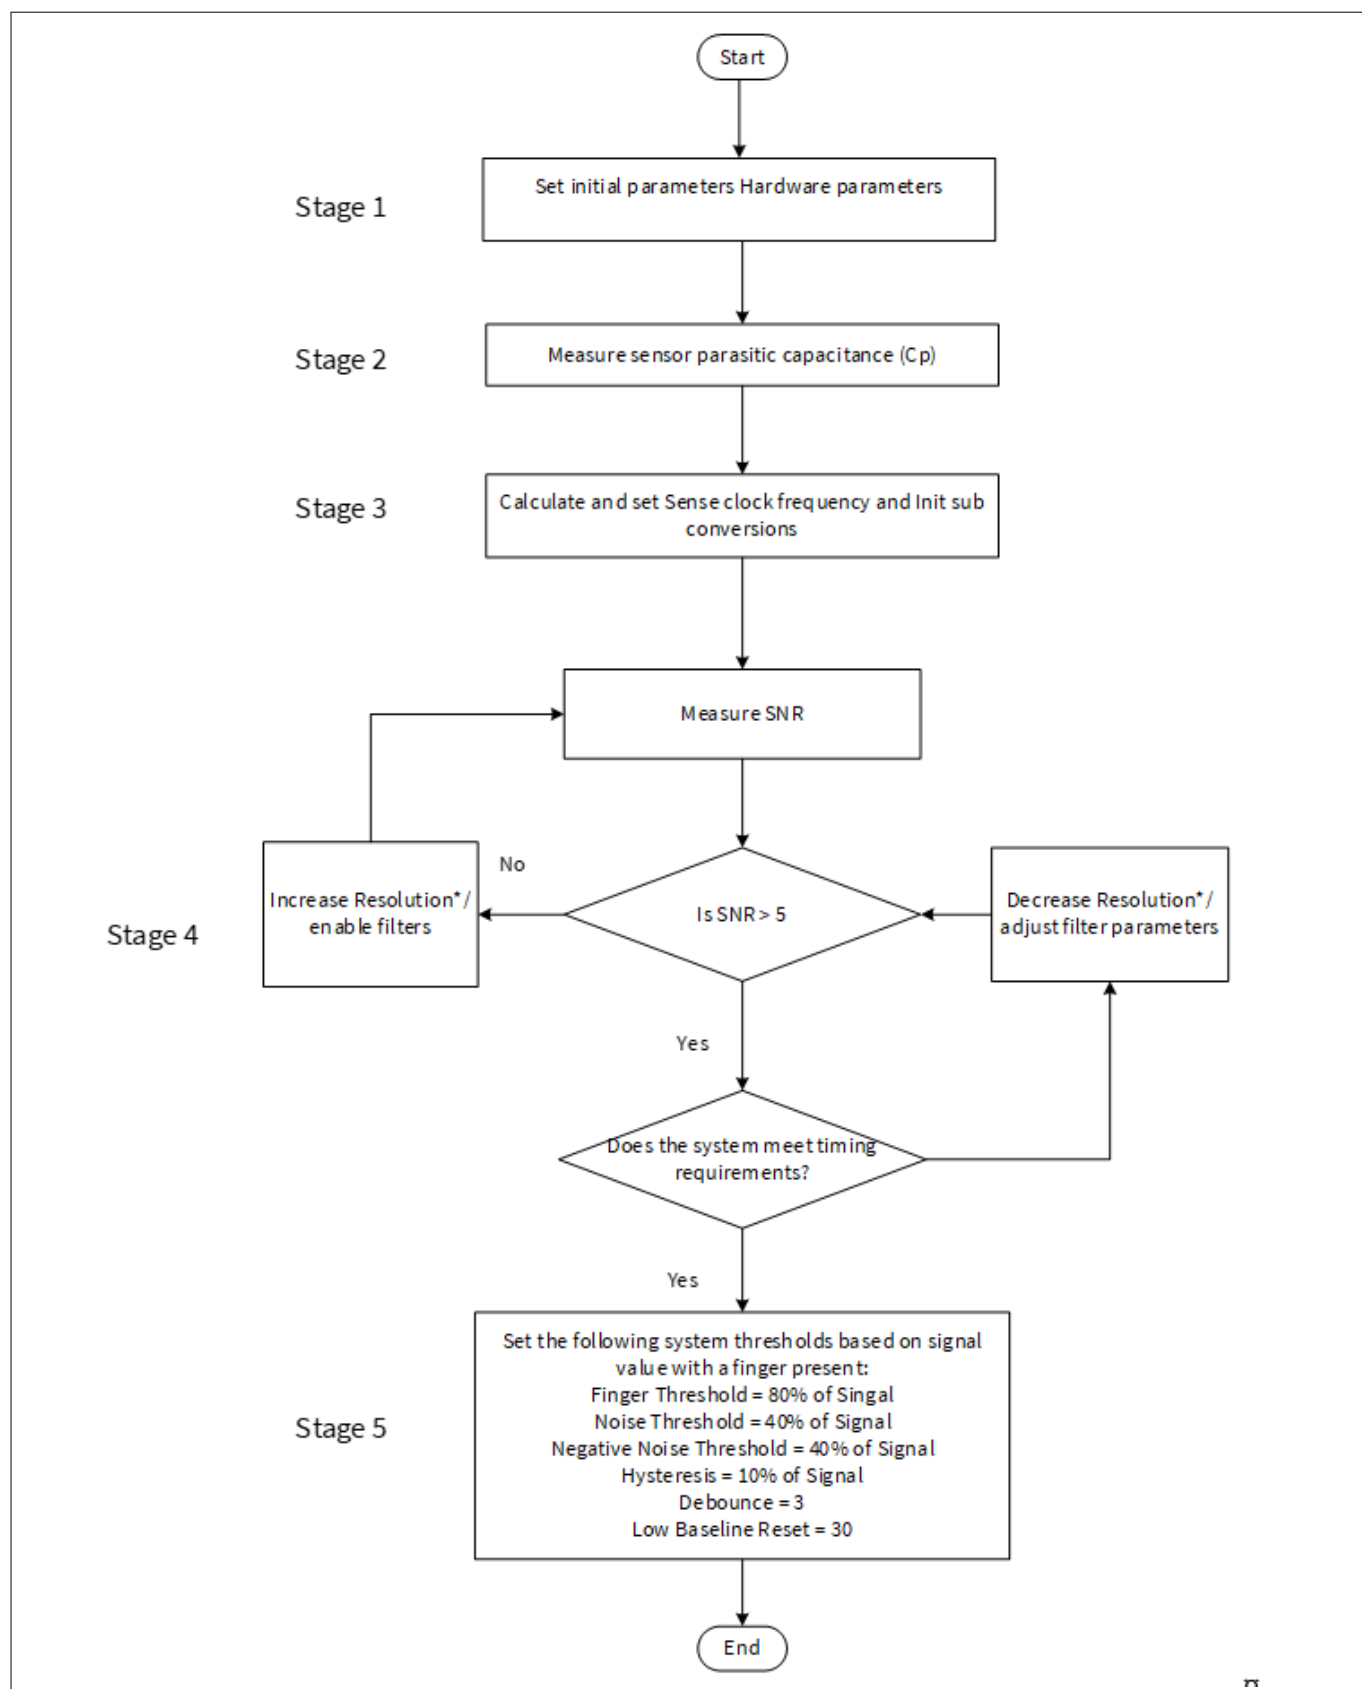 Start
Stage 1
Set initial parameters Hardware parameters
Stage 2
Measure sensor parasitic capacitance (Cp)
Stage 3
Calculate and set Sense clock frequency and Init sub
conversions
Measure SNR
No
Increase Resolution*/
enable filters
Is SNR > 5
Decrease Resolution*/
adjust filter parameters
Stage 4
Yes
Does the system meet timing
requirements?
Yes
Stage 5
Set the following system thresholds based on signal
value with a finger present:
Finger Threshold = 80% of Singal
Noise Threshold = 40% of Signal
Negative Noise Threshold = 40% of Signal
Hysteresis = 10% of Signal
Debounce = 3
Low Baseline Reset = 30
End